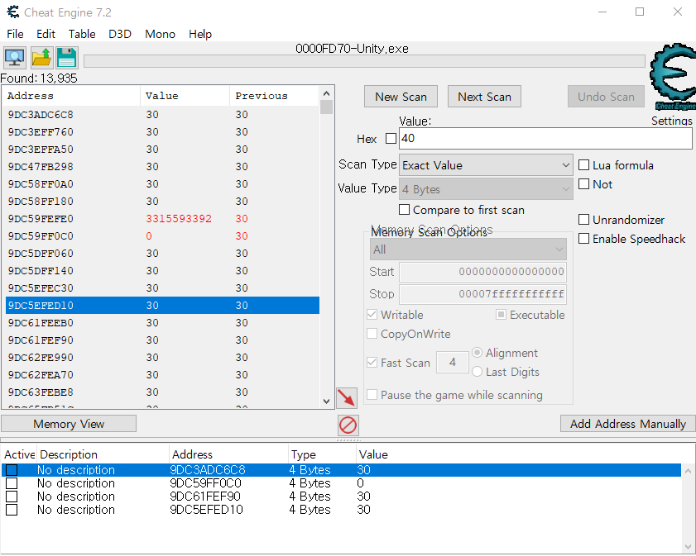 Cheat Engine 7.2
File Edit Table D3D Mono Help
0000FD70-Unity.exe
Found: 13,935
Address Value Previous
9DC3ADC6C8 30 30
9DC3EFF760 30 30
9DC3EFFA50 30 30
9DC47FB298 30 30
9DC58FF0A0 30 30
9DC58FF180 30 30
9DC59FEFE0 3315593392 30
9DC59FF0C0 0 30
9DC5DFF060 30 30
9DC5DFF140 30 30
9DC5EFEC30 30 30
9DC5EFED10 30 30
9DC61FEEB0 30 30
9DC61FEF90 30 30
9DC62FE990 30 30
9DC62FEA70 30 30
9DC63FEBE8 30 30
Memory View
New Scan Next Scan Undo Scan
Cheat Engine
Settings
Value:
Hex 40
Scan Type Exact Value
Lua formula
Not
Value Type 4 Bytes
Compare to first scan
Unrandomizer
Enable Speedhack
Memory Scan Options
Memory Scan Options
All
Start 0000000000000000
Stop 00007fffffffffff
Writable Executable
CopyOnWrite
Fast Scan 4 Alignment
Last Digits
Pause the game while scanning
Add Address Manually
Active Description Address Type Value
No description 9DC3ADC6C8 4 Bytes 30
No description 9DC59FF0C0 4 Bytes 0
No description 9DC61FEF90 4 Bytes 30
No description 9DC5EFED10 4 Bytes 30